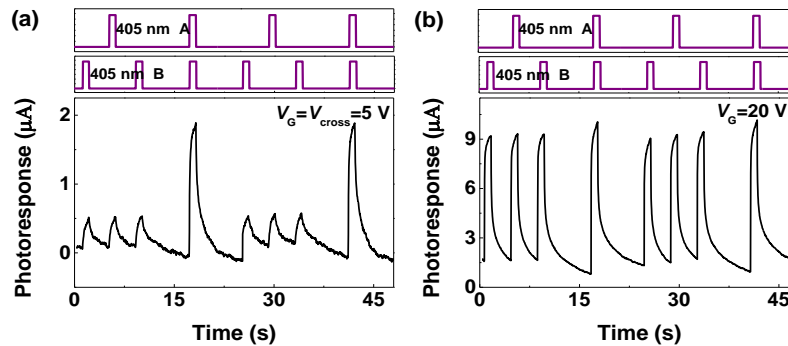 (a)
405 nm A
405 nm B
V_G=V_cross=5 V
Photoresponse (μA)
2
1
0
0 15 30 45
Time (s)
(b)
405 nm A
405 nm B
V_G=20 V
Photoresponse (μA)
9
6
3
0
0 15 30 45
Time (s)